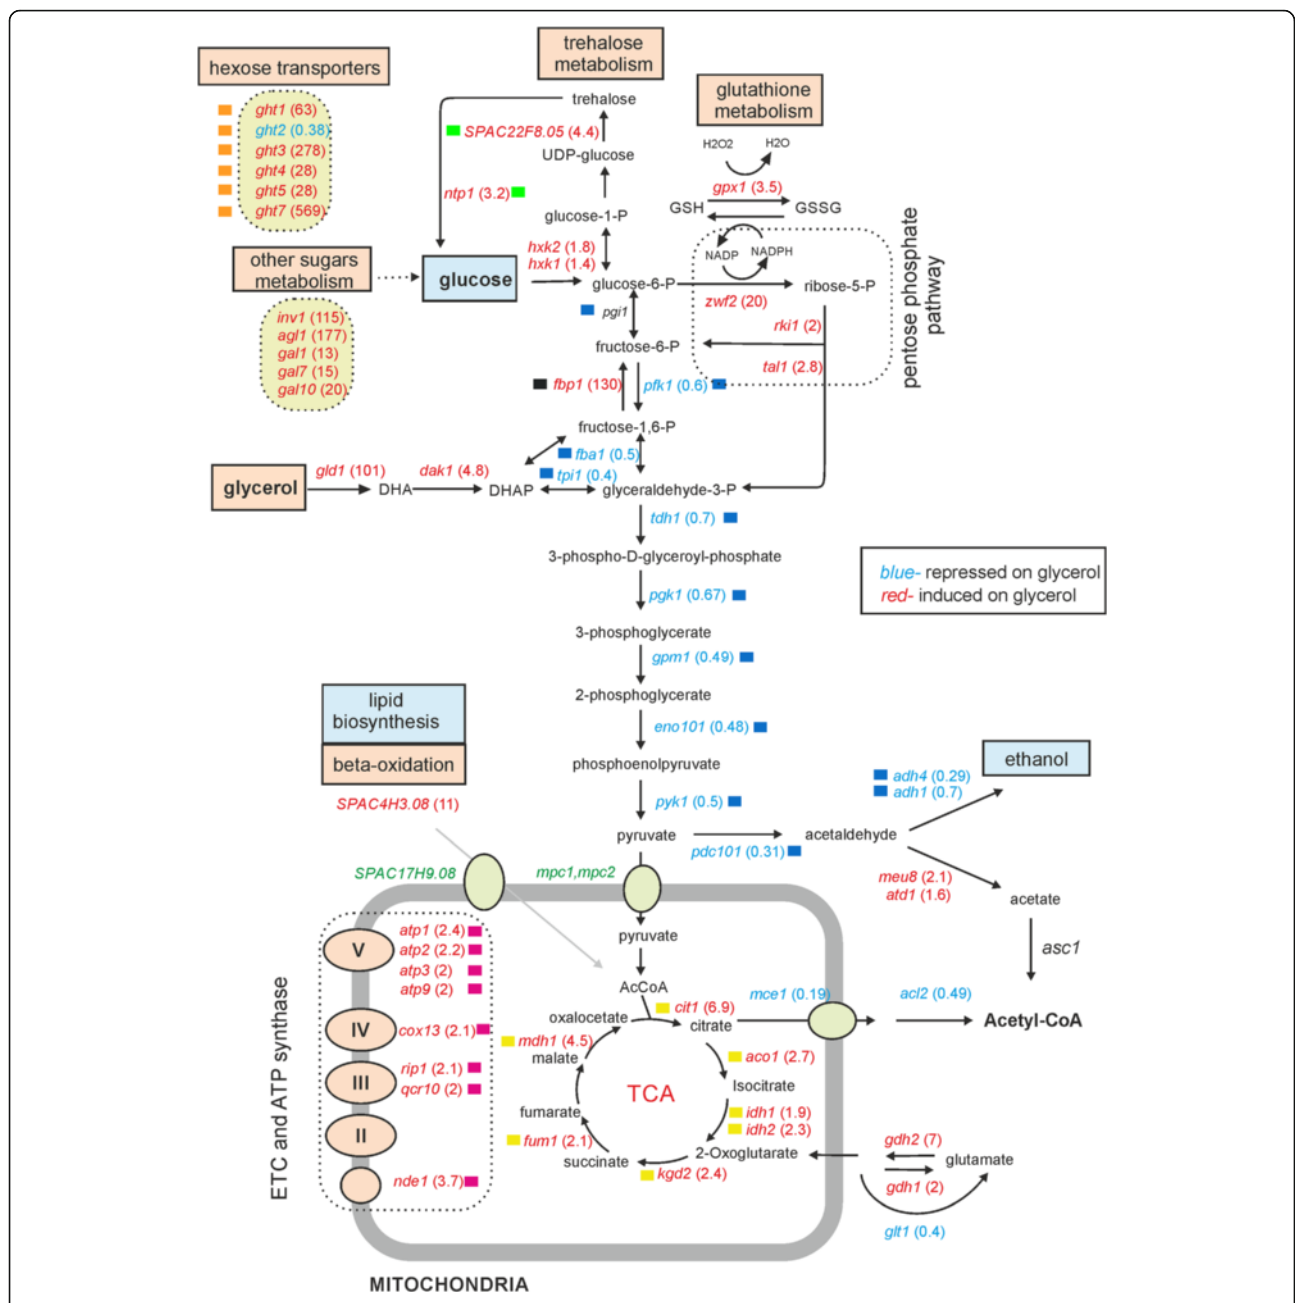 trehalose
metabolism
hexose transporters
ght1 (63)
ght2 (0.38)
ght3 (278)
ght4 (28)
ght5 (28)
ght7 (569)
glutathione
metabolism
trehalose
SPAC22F8.05 (4.4)
UDP-glucose
ntp1 (3.2)
glucose-1-P
hxk2 (1.8)
hxk1 (1.4)
H2O2
H2O
gpx1 (3.5)
GSH
GSSG
NADP
NADPH
other sugars
metabolism
glucose
glucose-6-P
zwf2 (20)
ribose-5-P
pentose phosphate
pathway
inv1 (115)
agl1 (177)
gal1 (13)
gal7 (15)
gal10 (20)
pgi1
rki1 (2)
fructose-6-P
tal1 (2.8)
fbp1 (130)
pfk1 (0.6)
fructose-1,6-P
fba1 (0.5)
tpi1 (0.4)
glycerol
gld1 (101)
DHA
dak1 (4.8)
DHAP
glyceraldehyde-3-P
tdh1 (0.7)
3-phospho-D-glyceroyl-phosphate
blue- repressed on glycerol
red- induced on glycerol
pgk1 (0.67)
3-phosphoglycerate
gpm1 (0.49)
2-phosphoglycerate
eno101 (0.48)
phosphoenolpyruvate
pyk1 (0.5)
lipid
biosynthesis
beta-oxidation
SPAC4H3.08 (11)
ethanol
adh4 (0.29)
adh1 (0.7)
pyruvate
acetaldehyde
pdc101 (0.31)
meu8 (2.1)
atd1 (1.6)
acetate
asc1
SPAC17H9.08
mpc1,mpc2
pyruvate
AcCoA
ETC and ATP synthase
V
atp1 (2.4)
atp2 (2.2)
atp3 (2)
atp9 (2)
IV
cox13 (2.1)
III
rip1 (2.1)
qcr10 (2)
II
nde1 (3.7)
oxalocetate
cit1 (6.9)
citrate
mce1 (0.19)
acl2 (0.49)
Acetyl-CoA
mdh1 (4.5)
malate
aco1 (2.7)
Isocitrate
TCA
idh1 (1.9)
idh2 (2.3)
fumarate
fum1 (2.1)
succinate
2-Oxoglutarate
kgd2 (2.4)
gdh2 (7)
glutamate
gdh1 (2)
glt1 (0.4)
MITOCHONDRIA